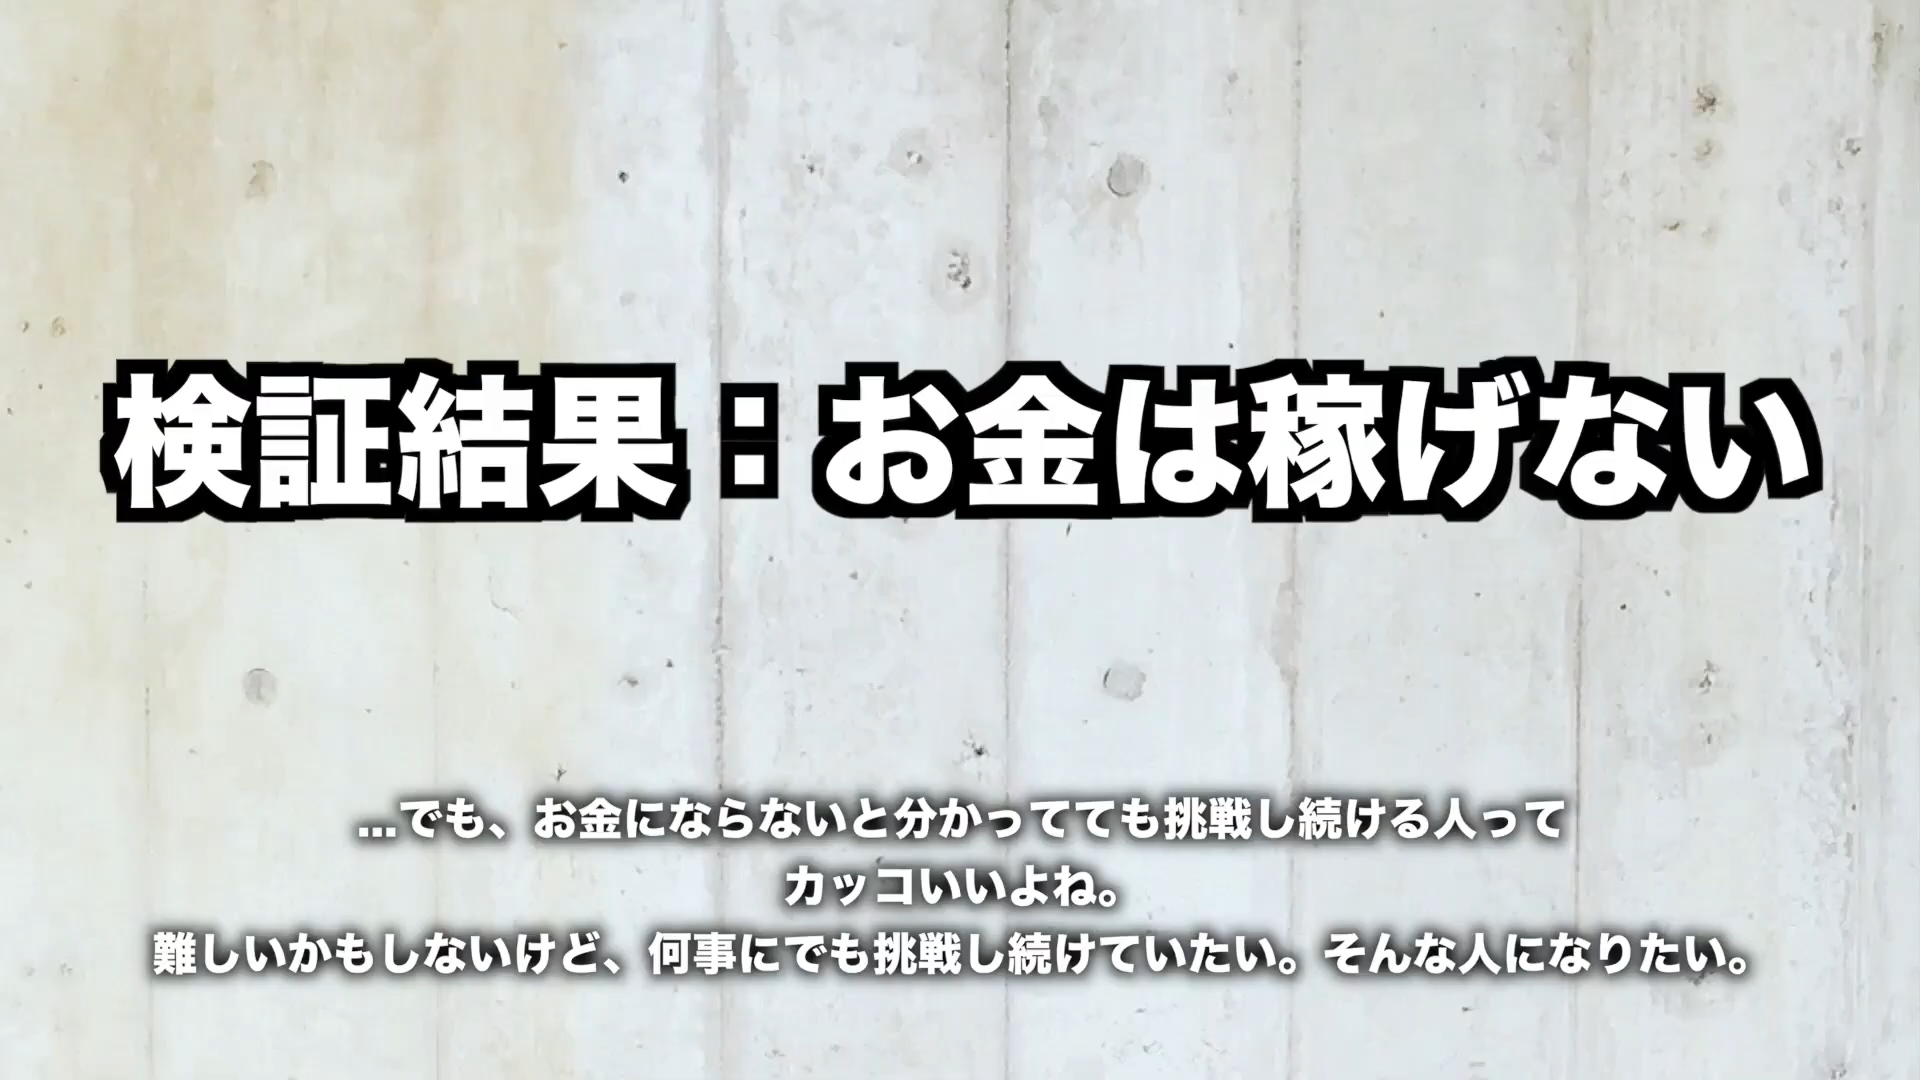 検証結果：お金は稼げない
...でも、お金にならないと分かってても挑戦し続ける人って
カッコいいよね。
難しいかもしれないけど、何事にでも挑戦し続けていたい。そんな人になりたい。